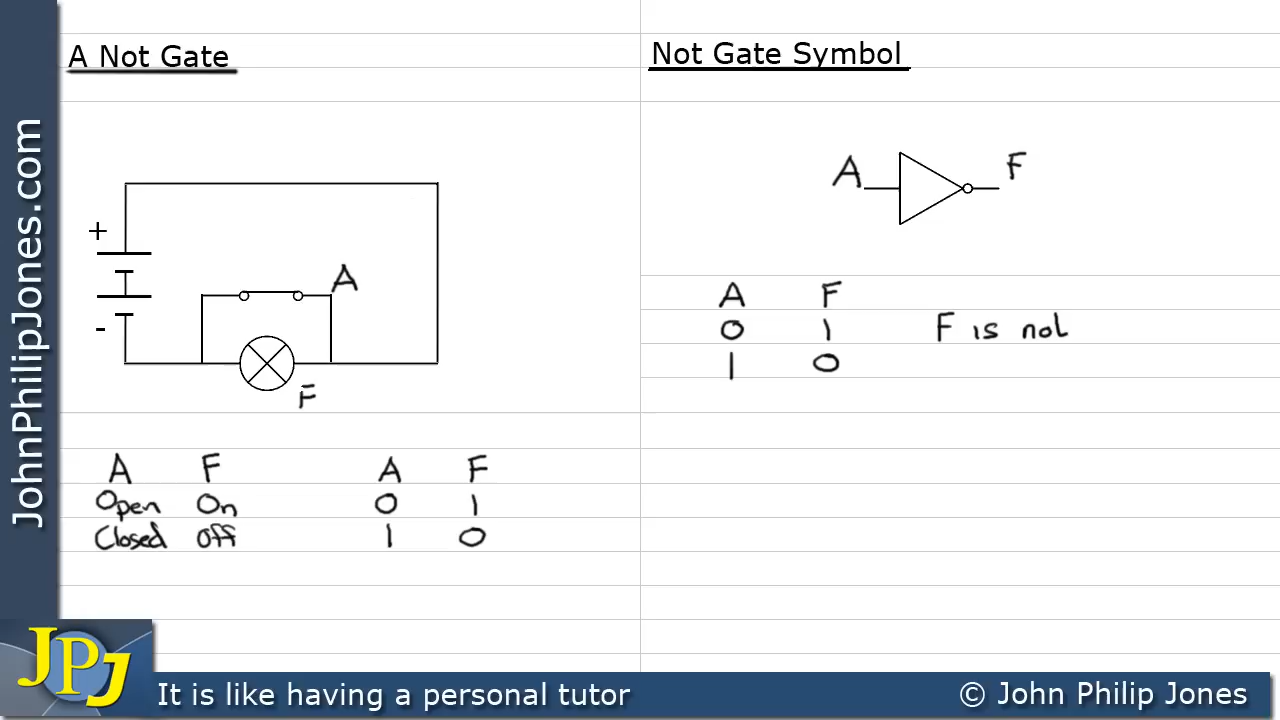 A Not Gate
+
-
A
F
A F A F
Open On 0 1
Closed Off 1 0
Not Gate Symbol
A F
A F
0 1 F is not
1 0
JohnPhilipJones.com
JPJ
It is like having a personal tutor
© John Philip Jones